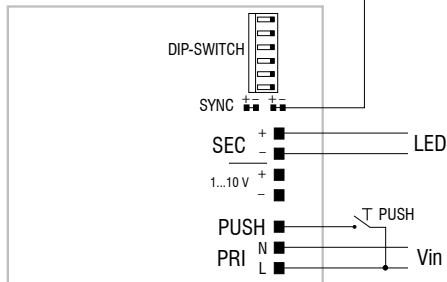 DIP-SWITCH
+ - + -
SYNC
+
SEC
LED
-
+
1...10 V
-
PUSH
PUSH
N
PRI
Vin
L